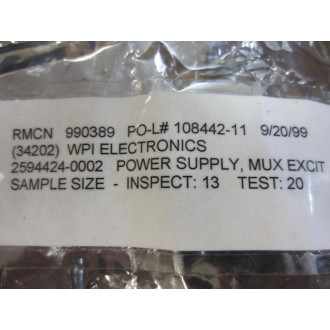 RMCN 990389 PO-L# 108442-11 9/20/99
(34202) WPI ELECTRONICS
2594424-0002 POWER SUPPLY, MUX EXCIT
SAMPLE SIZE - INSPECT: 13 TEST: 20